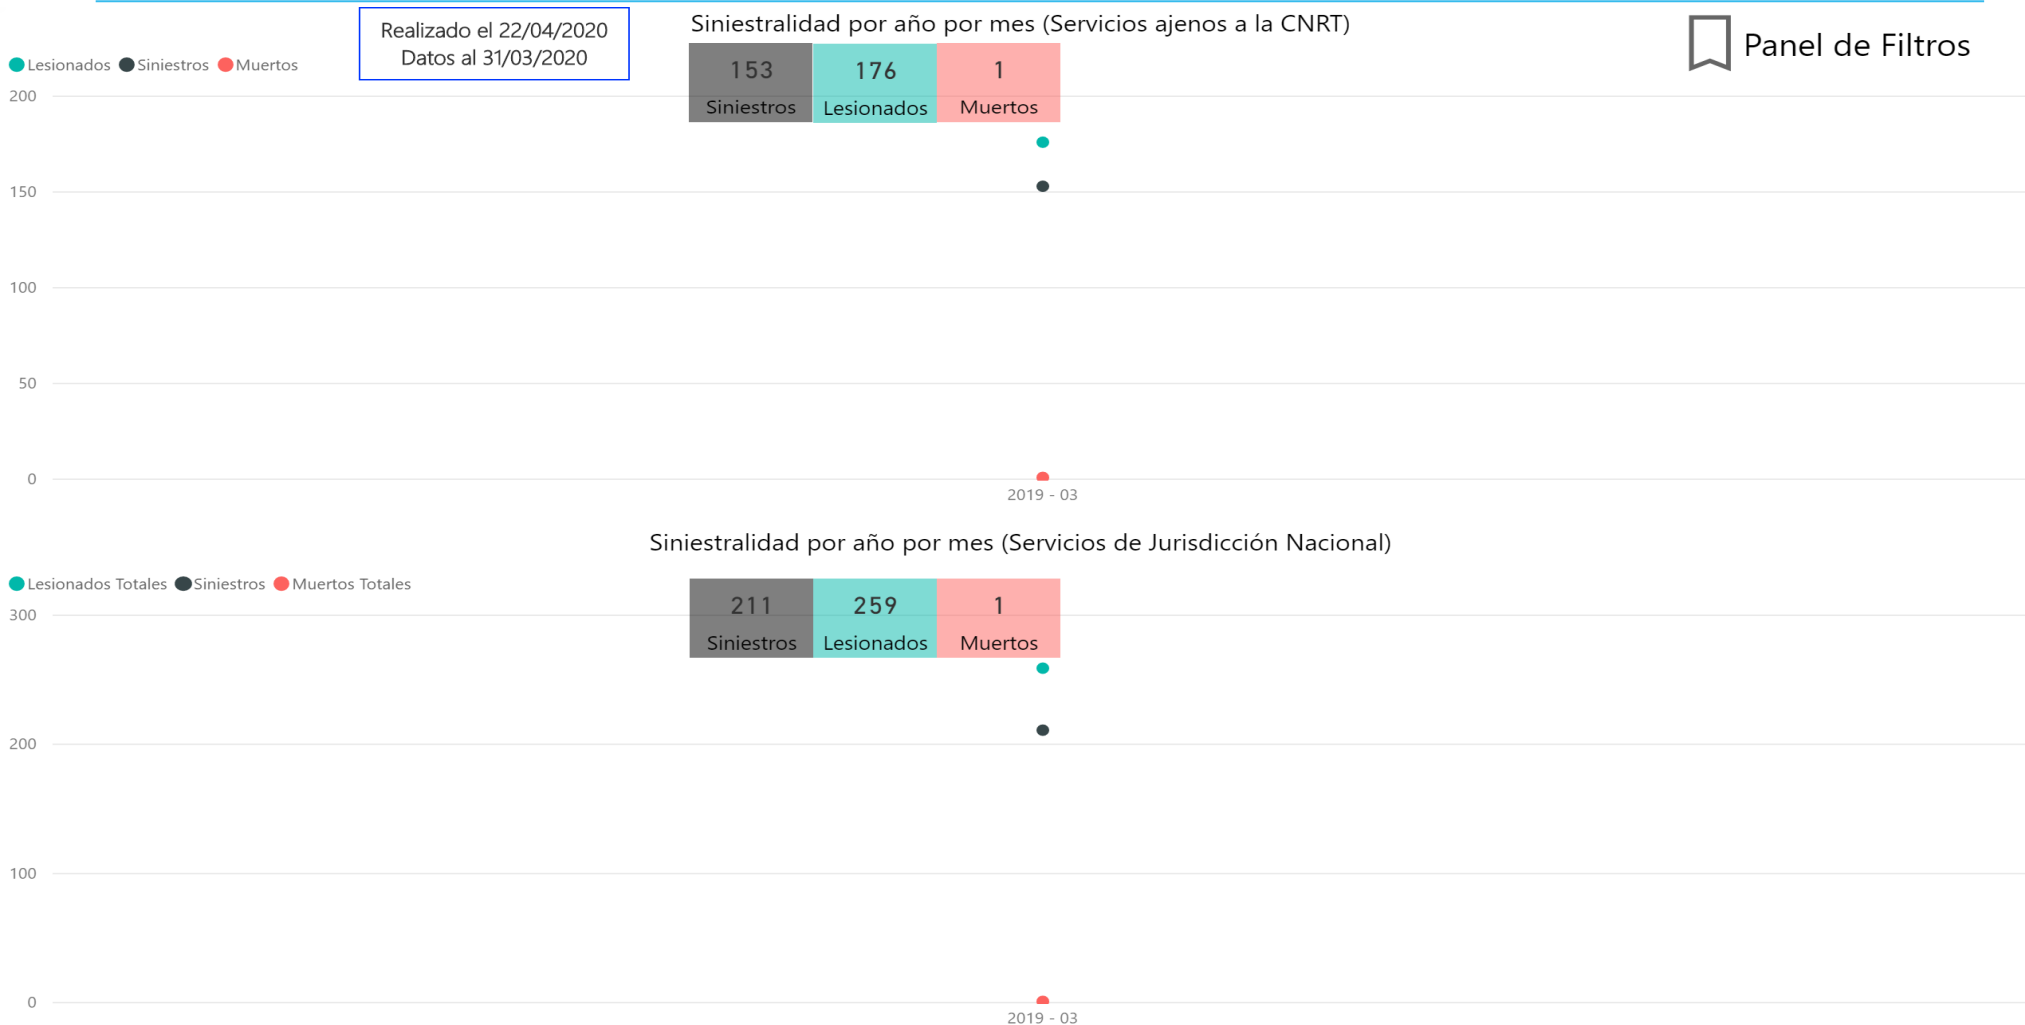 Realizado el 22/04/2020
Datos al 31/03/2020
Siniestralidad por año por mes (Servicios ajenos a la CNRT)
Panel de Filtros
Lesionados Siniestros Muertos
153 176 1
Siniestros Lesionados Muertos
200
150
100
50
0
2019 - 03
Siniestralidad por año por mes (Servicios de Jurisdicción Nacional)
Lesionados Totales Siniestros Muertos Totales
211 259 1
Siniestros Lesionados Muertos
300
200
100
0
2019 - 03